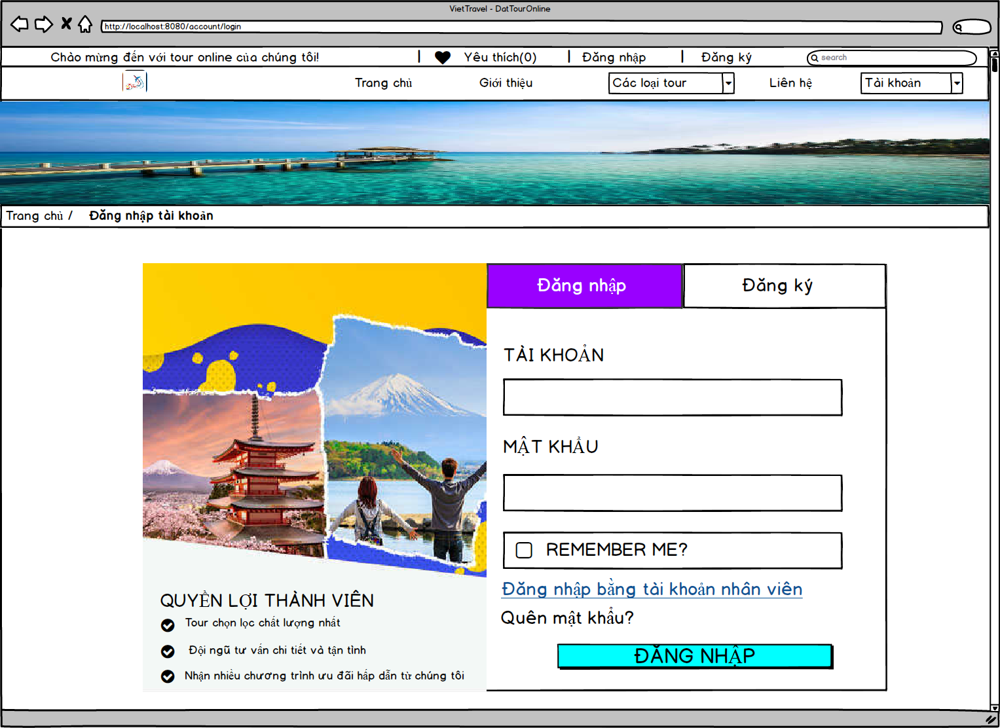 VietTravel - DatTourOnline
http://localhost:8080/account/login
Chào mừng đến với tour online của chúng tôi! | Yêu thích(0) | Đăng nhập | Đăng ký search
Trang chủ Giới thiệu Các loại tour Liên hệ Tài khoản
Trang chủ / Đăng nhập tài khoản
Đăng nhập Đăng ký
TÀI KHOẢN
MẬT KHẨU
REMEMBER ME?
Đăng nhập bằng tài khoản nhân viên
Quên mật khẩu?
ĐĂNG NHẬP
QUYỀN LỢI THÀNH VIÊN
Tour chọn lọc chất lượng nhất
Đội ngũ tư vấn chi tiết và tận tình
Nhận nhiều chương trình ưu đãi hấp dẫn từ chúng tôi